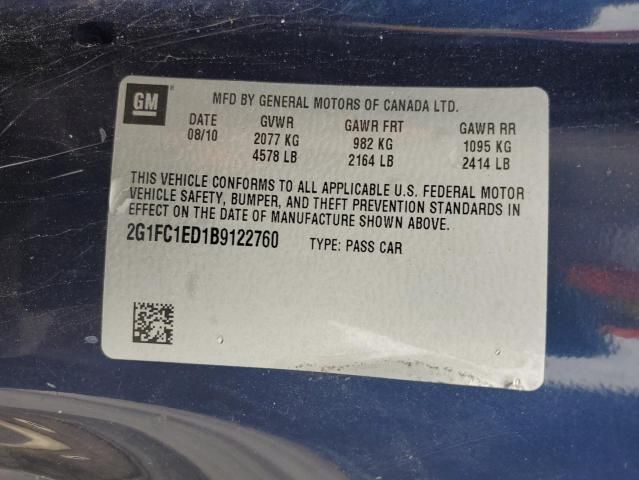 GM
MFD BY GENERAL MOTORS OF CANADA LTD.
DATE GVWR GAWR FRT GAWR RR
08/10 2077 KG 982 KG 1095 KG
4578 LB 2164 LB 2414 LB
THIS VEHICLE CONFORMS TO ALL APPLICABLE U.S. FEDERAL MOTOR
VEHICLE SAFETY, BUMPER, AND THEFT PREVENTION STANDARDS IN
EFFECT ON THE DATE OF MANUFACTURE SHOWN ABOVE.
2G1FC1ED1B9122760 TYPE: PASS CAR